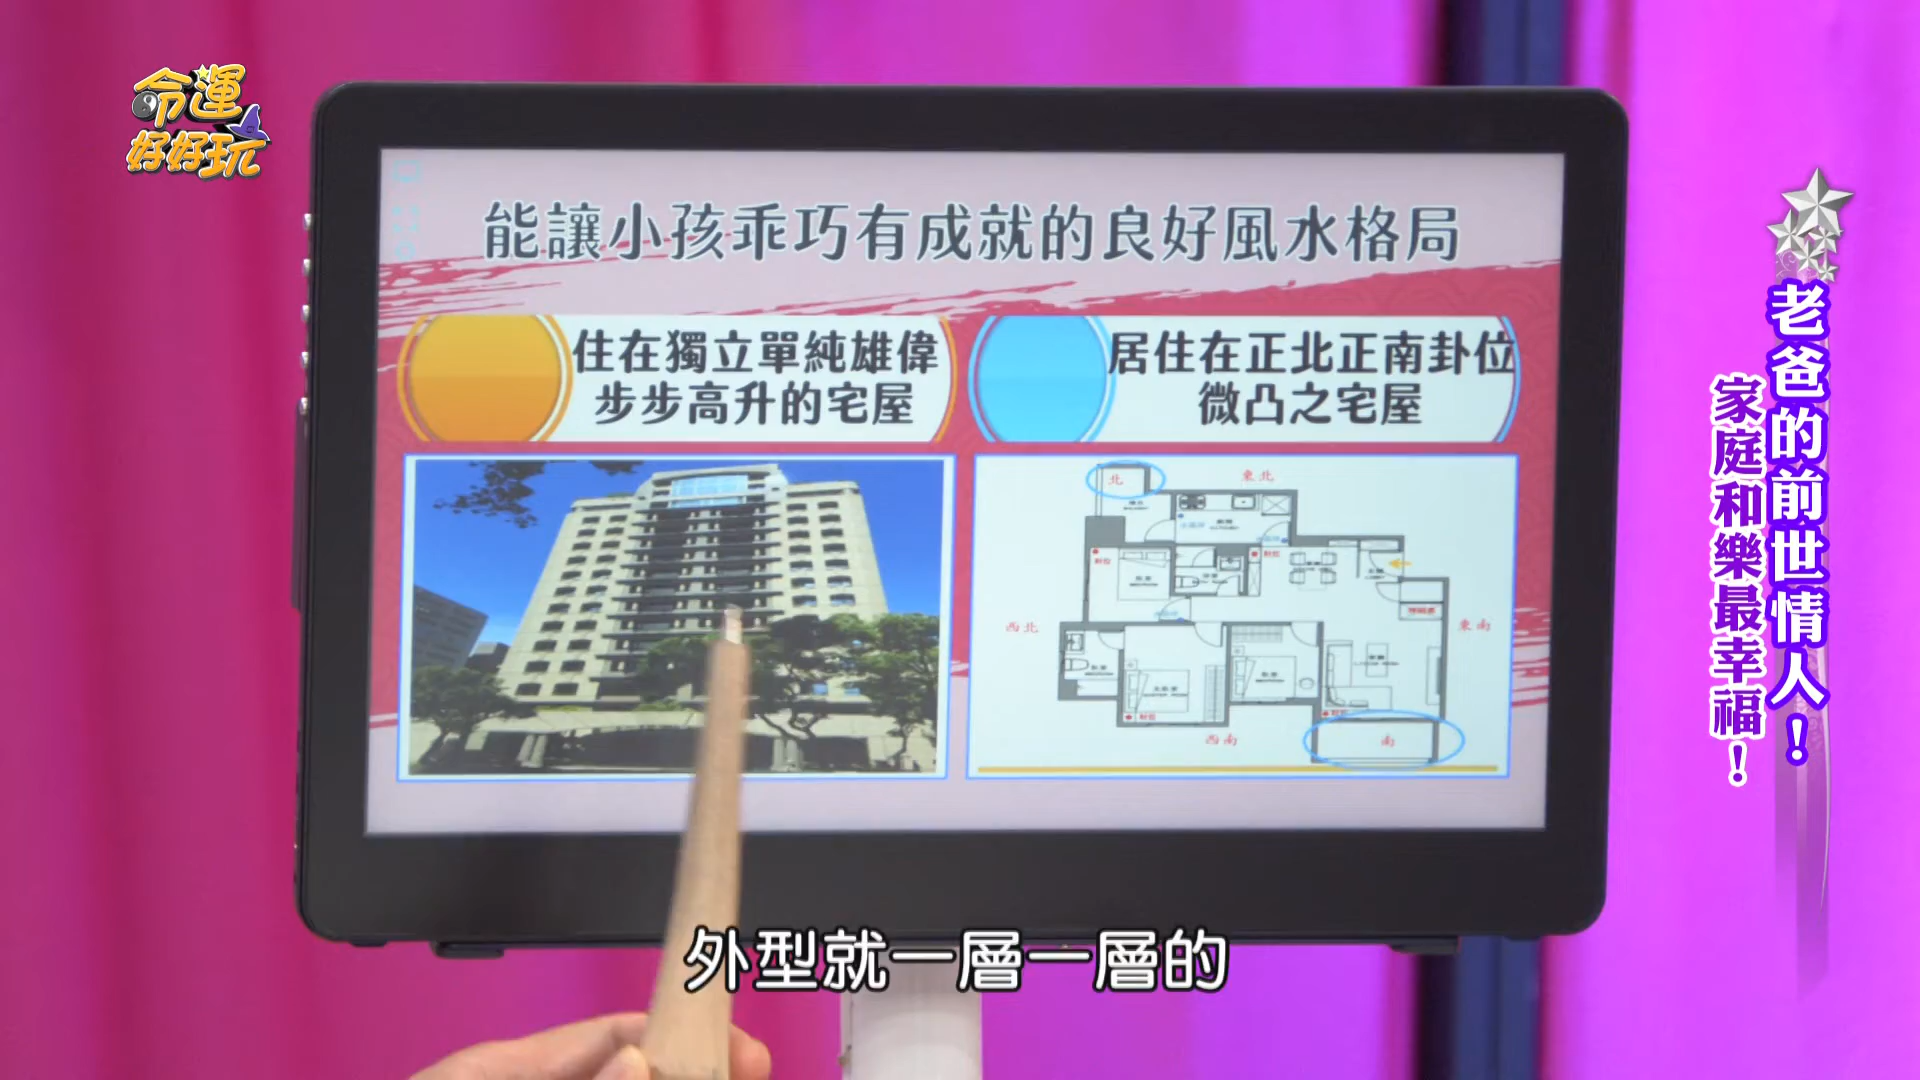 命運
好好玩
能讓小孩乖巧有成就的良好風水格局
住在獨立單純雄偉
步步高升的宅屋
居住在正北正南卦位
微凸之宅屋
北
東北
西北
東南
西南
南
老爸的前世情人！
家庭和樂最幸福！
外型就一層一層的